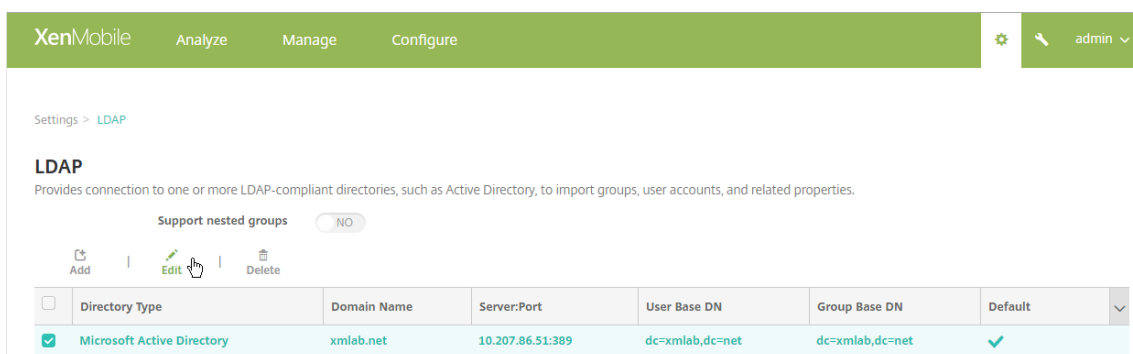 XenMobile Analyze Manage Configure admin
Settings > LDAP
LDAP
Provides connection to one or more LDAP-compliant directories, such as Active Directory, to import groups, user accounts, and related properties.
Support nested groups NO
Add | Edit | Delete
Directory Type Domain Name Server:Port User Base DN Group Base DN Default
Microsoft Active Directory xmlab.net 10.207.86.51:389 dc=xmlab,dc=net dc=xmlab,dc=net